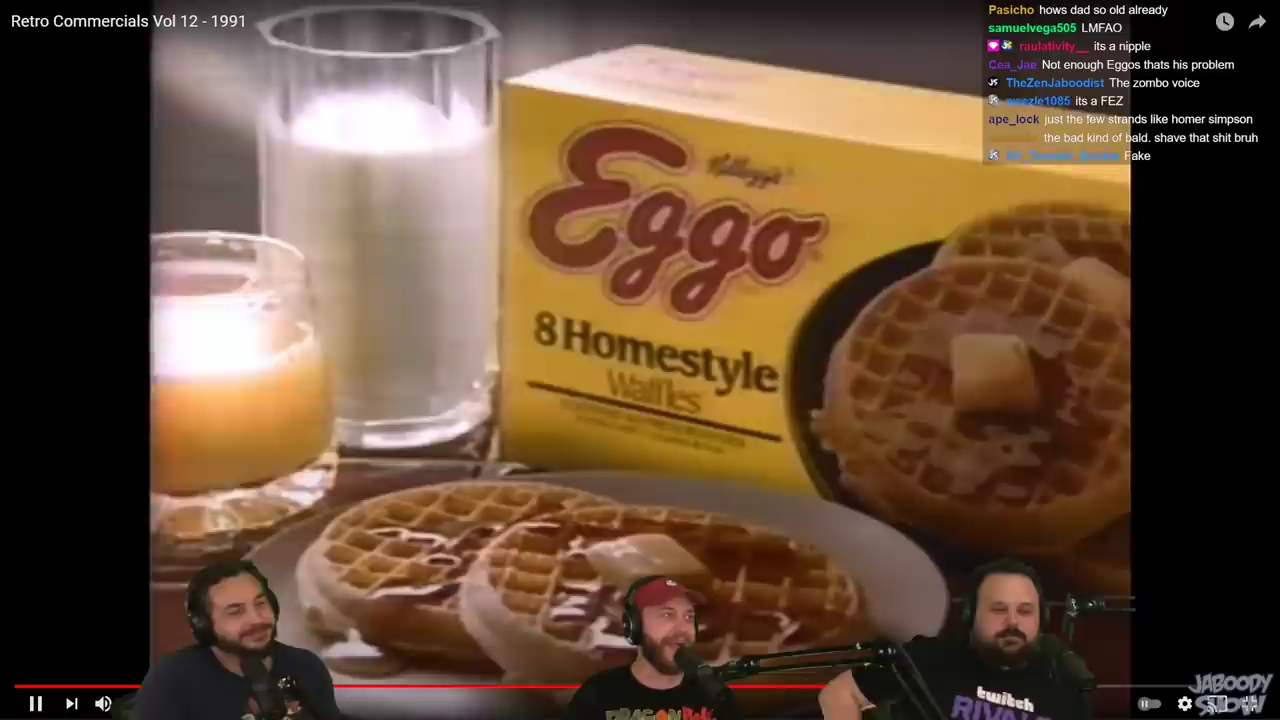 Retro Commercials Vol 12 - 1991
Pasicho hows dad so old already
samuelvega505 LMFAO
raulativity__ its a nipple
Cea_Jae Not enough Eggos thats his problem
TheZenJaboodist The zombo voice
its a FEZ
ape_lock just the few strands like homer simpson
the bad kind of bald. shave that shit bruh
Fake
Kellogg's
Eggo
8 Homestyle
Waffles
twitch
RIVALS
JABOODY
SHOW